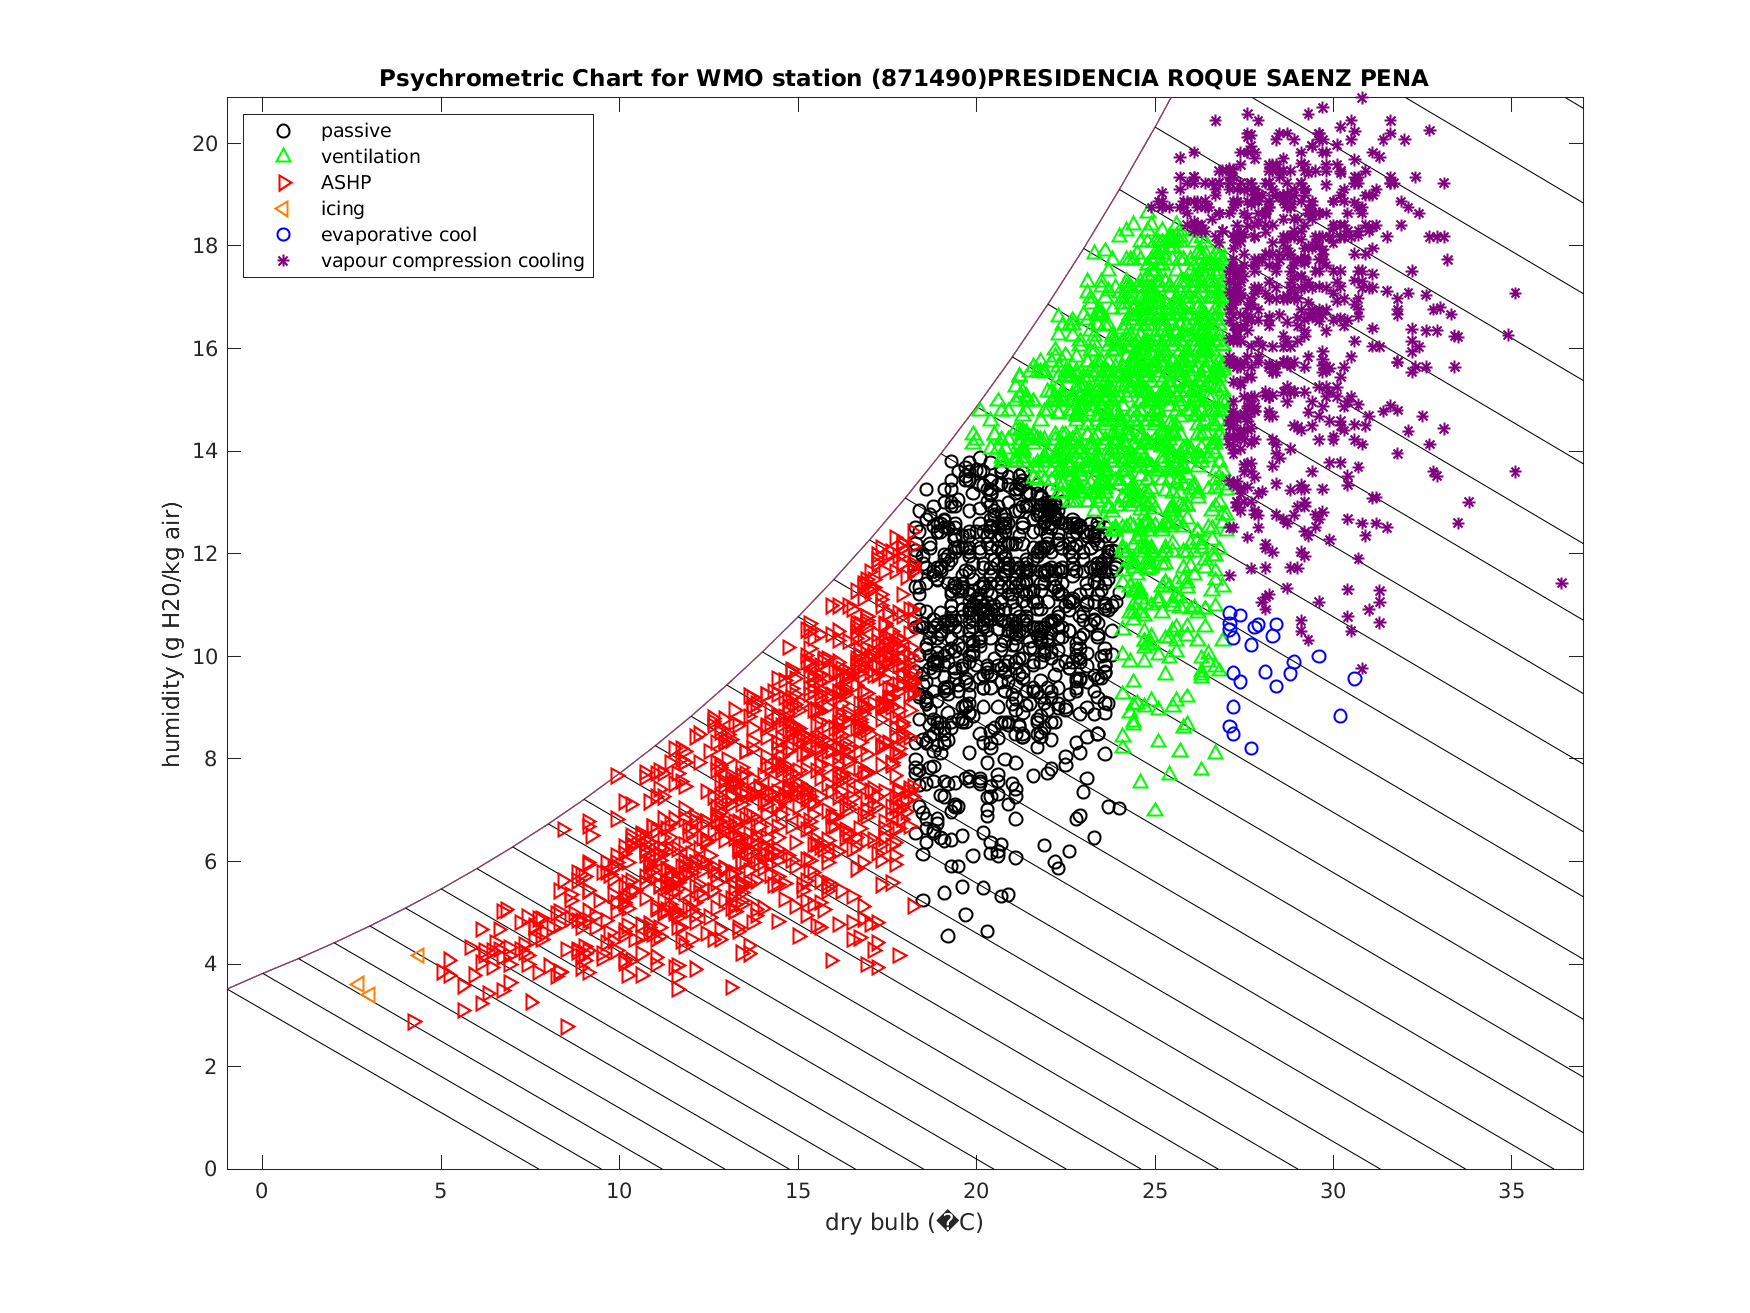 Psychrometric Chart for WMO station (871490)PRESIDENCIA ROQUE SAENZ PENA
passive
ventilation
ASHP
icing
evaporative cool
vapour compression cooling
humidity (g H20/kg air)
20
18
16
14
12
10
8
6
4
2
0
0 5 10 15 20 25 30 35
dry bulb (�C)